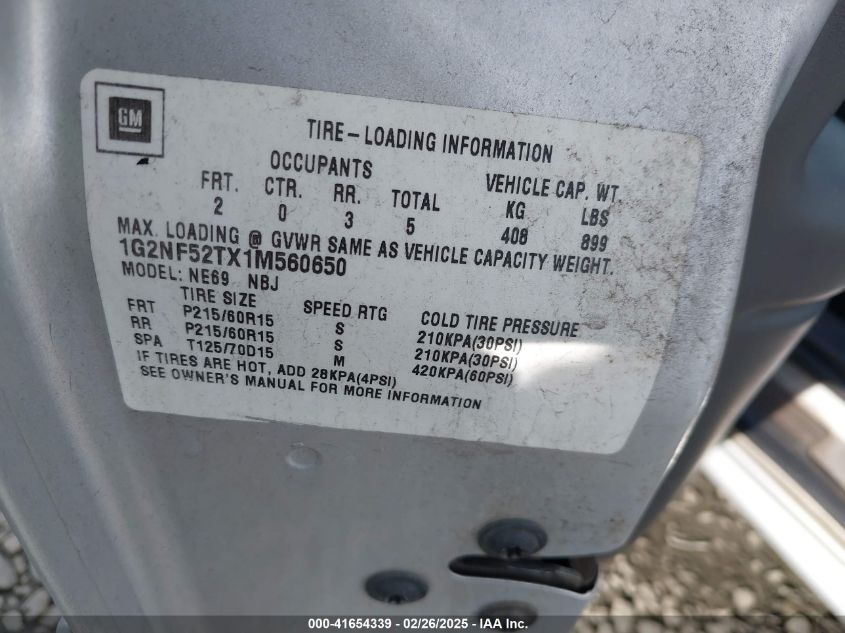 GM
TIRE-LOADING INFORMATION
OCCUPANTS VEHICLE CAP. WT.
FRT. CTR. RR. TOTAL KG LBS
2 0 3 5 408 899
MAX. LOADING @ GVWR SAME AS VEHICLE CAPACITY WEIGHT.
1G2NF52TX1M560650
MODEL: NE69 NBJ
TIRE SIZE SPEED RTG COLD TIRE PRESSURE
FRT P215/60R15 S 210KPA(30PSI)
RR P215/60R15 S 210KPA(30PSI)
SPA T125/70D15 M 420KPA(60PSI)
IF TIRES ARE HOT, ADD 28KPA(4PSI)
SEE OWNER'S MANUAL FOR MORE INFORMATION
000-41654339 - 02/26/2025 - IAA Inc.